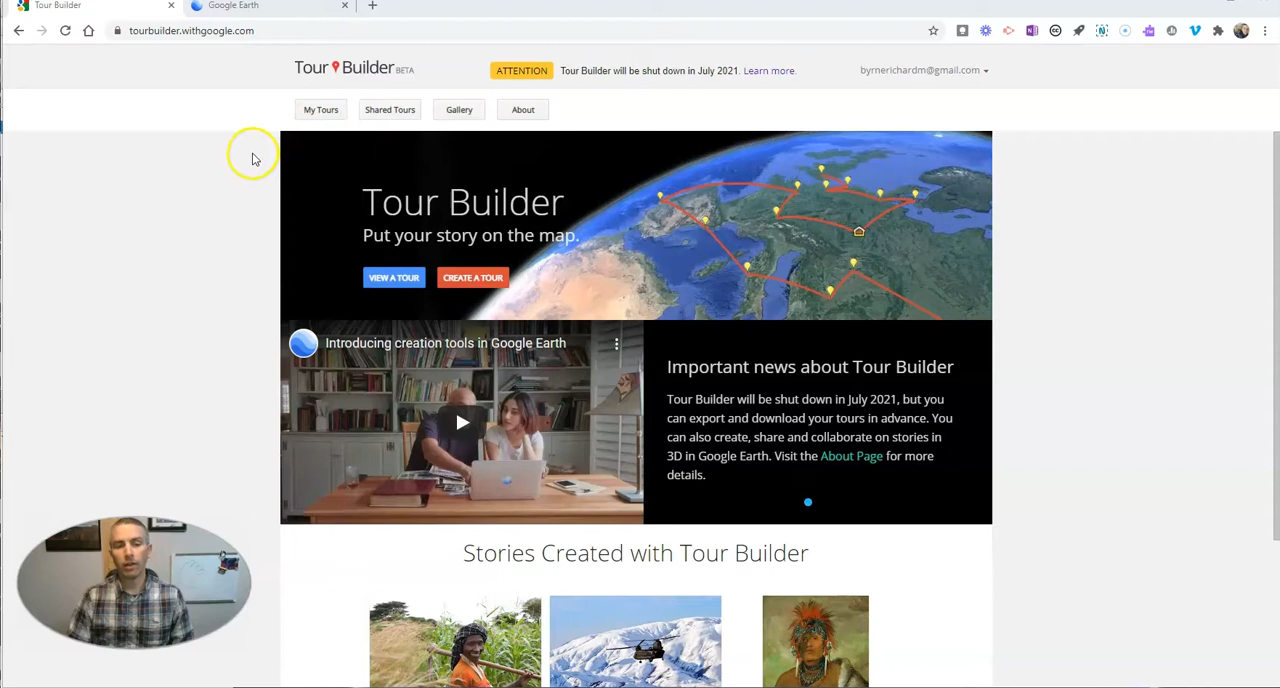 Tour Builder
Google Earth
tourbuilder.withgoogle.com
Tour Builder BETA
ATTENTION Tour Builder will be shut down in July 2021. Learn more.
byrnerichardm@gmail.com
My Tours Shared Tours Gallery About
Tour Builder
Put your story on the map.
VIEW A TOUR CREATE A TOUR
Introducing creation tools in Google Earth
Important news about Tour Builder
Tour Builder will be shut down in July 2021, but you
can export and download your tours in advance. You
can also create, share and collaborate on stories in
3D in Google Earth. Visit the About Page for more
details.
Stories Created with Tour Builder